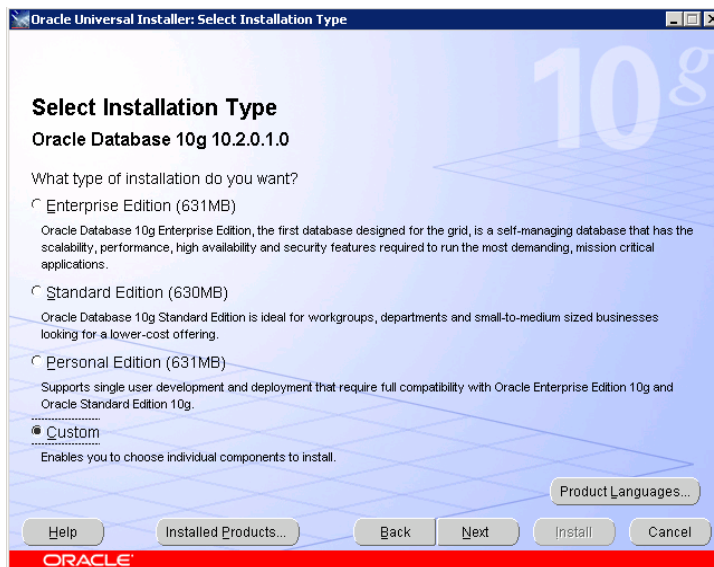 Oracle Universal Installer: Select Installation Type
10g
Select Installation Type
Oracle Database 10g 10.2.0.1.0
What type of installation do you want?
Enterprise Edition (631MB)
Oracle Database 10g Enterprise Edition, the first database designed for the grid, is a self-managing database that has the
scalability, performance, high availability and security features required to run the most demanding, mission critical
applications.
Standard Edition (630MB)
Oracle Database 10g Standard Edition is ideal for workgroups, departments and small-to-medium sized businesses
looking for a lower-cost offering.
Personal Edition (631MB)
Supports single user development and deployment that require full compatibility with Oracle Enterprise Edition 10g and
Oracle Standard Edition 10g.
Custom
Enables you to choose individual components to install.
Product Languages...
Help Installed Products... Back Next Install Cancel
ORACLE